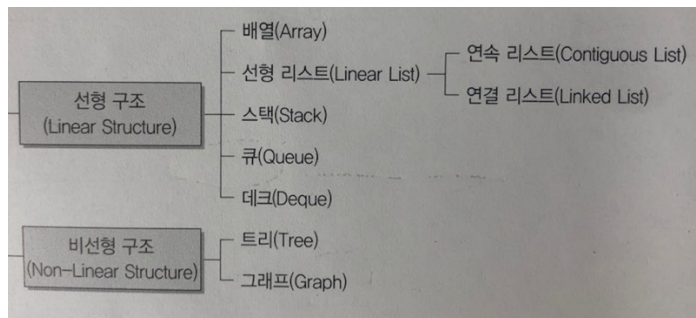 배열(Array)
선형 리스트(Linear List)
연속 리스트(Contiguous List)
연결 리스트(Linked List)
선형 구조
(Linear Structure)
스택(Stack)
큐(Queue)
데크(Deque)
비선형 구조
(Non-Linear Structure)
트리(Tree)
그래프(Graph)